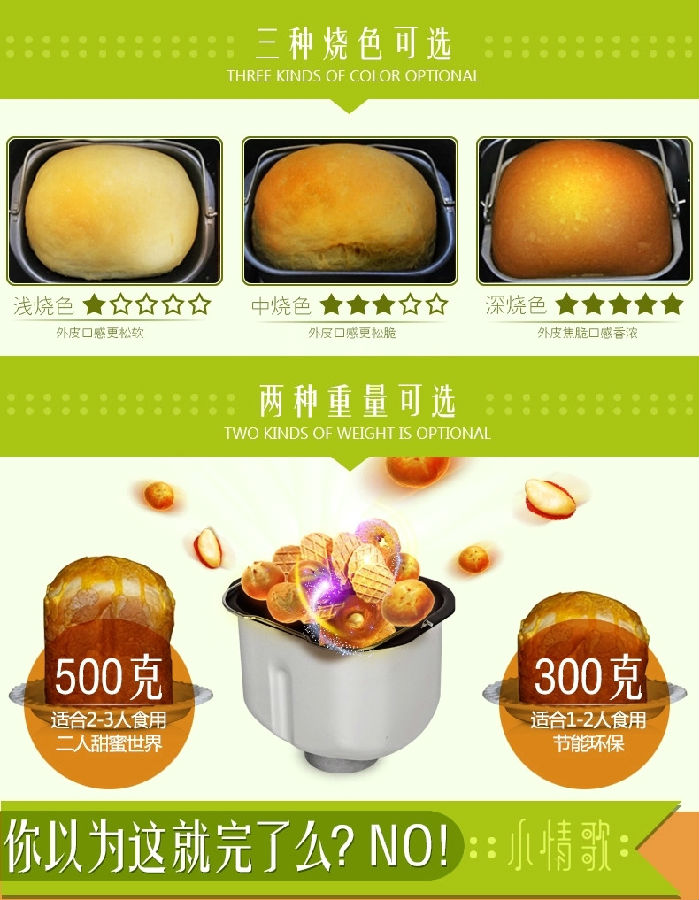 三种烧色可选
THREE KINDS OF COLOR OPTIONAL
浅烧色
中烧色
深烧色
外皮口感更松软
外皮口感更松脆
外皮焦脆口感香浓
两种重量可选
TWO KINDS OF WEIGHT IS OPTIONAL
500克
适合2-3人食用
二人甜蜜世界
300克
适合1-2人食用
节能环保
你以为这就完了么? NO!
小情歌